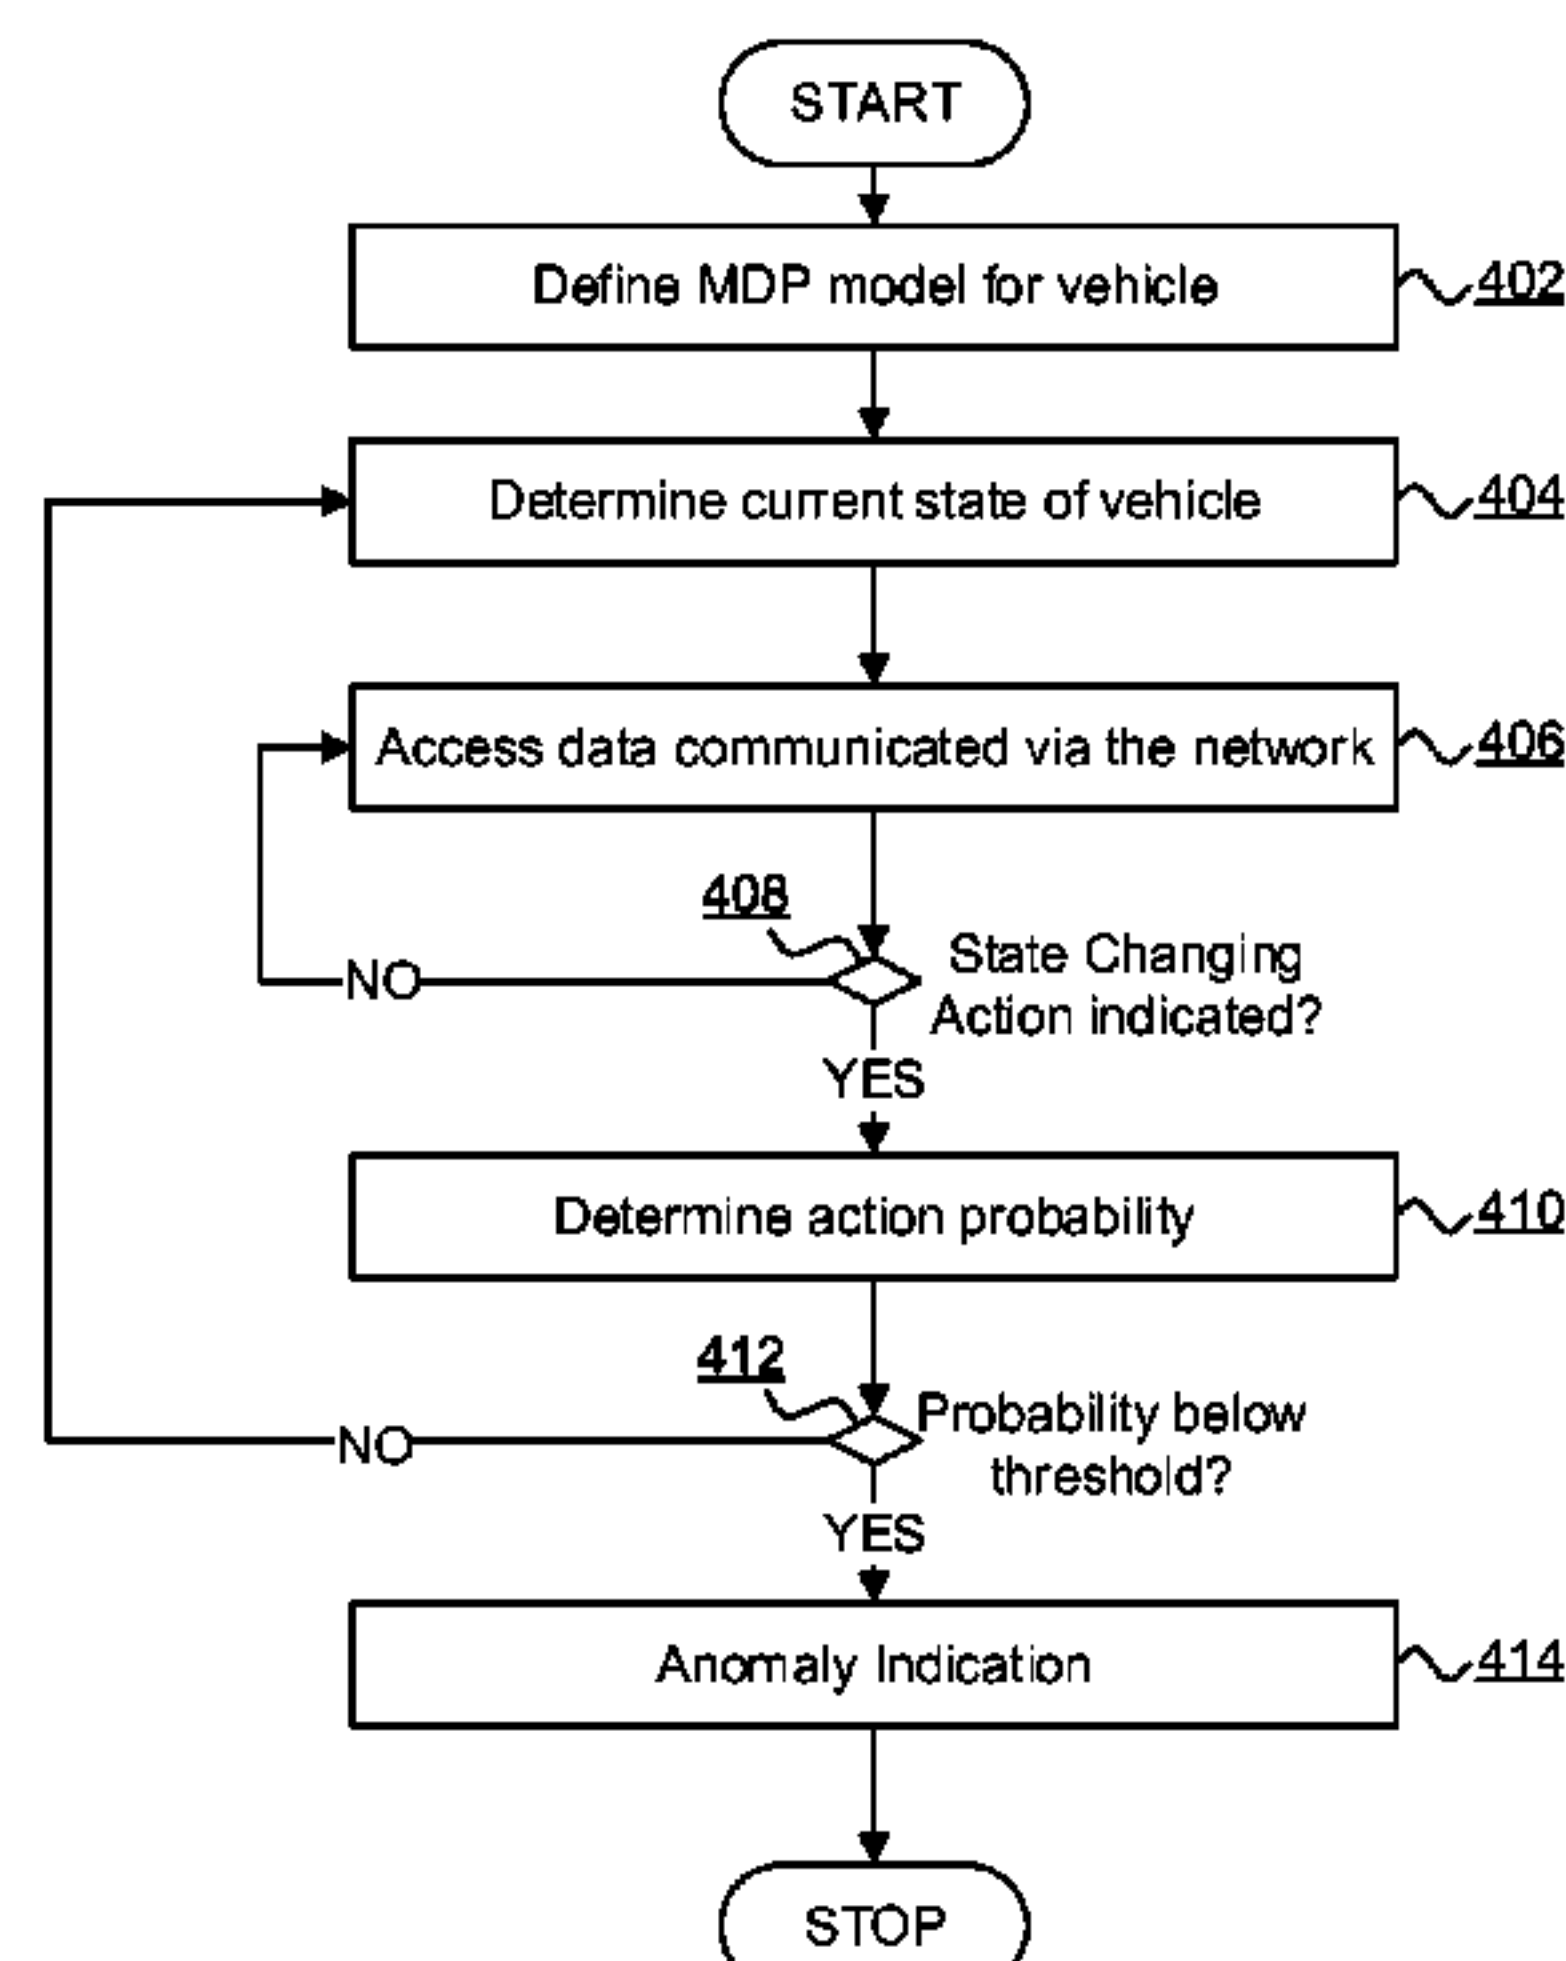 START
Define MDP model for vehicle
402
Determine current state of vehicle
404
Access data communicated via the network
406
408
State Changing
Action indicated?
NO
YES
Determine action probability
410
412
Probability below
threshold?
NO
YES
Anomaly Indication
414
STOP